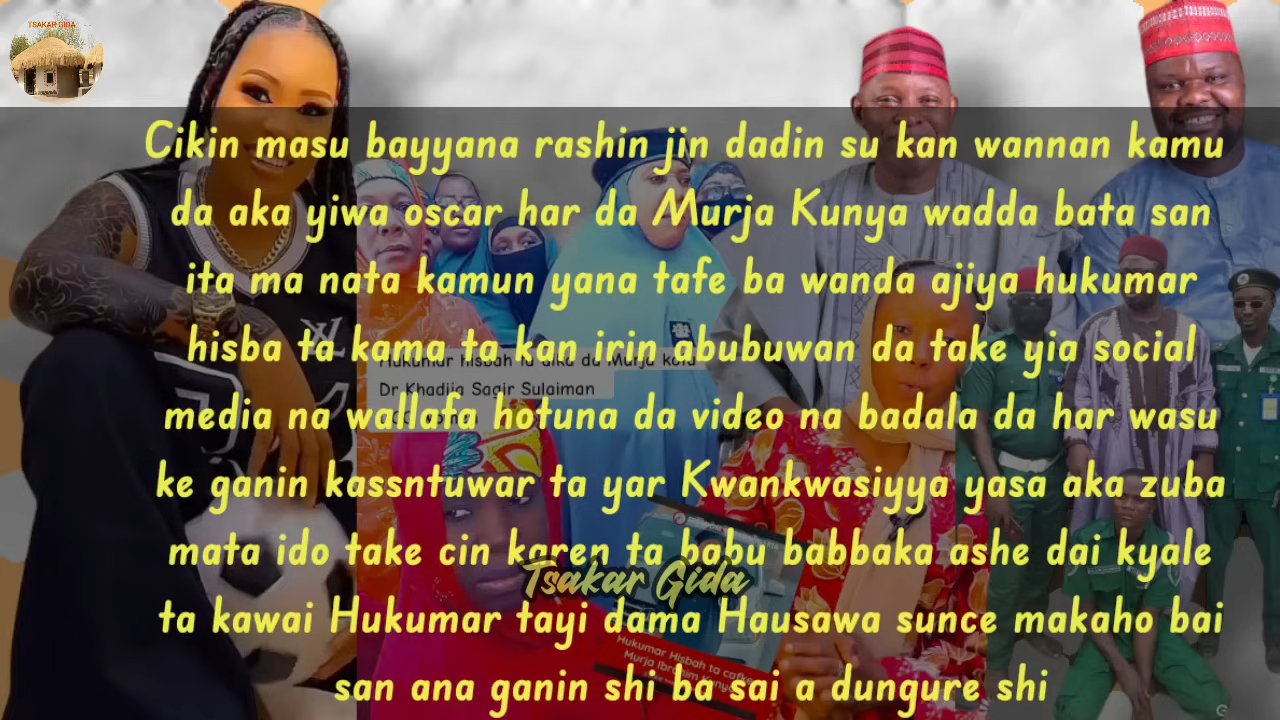 TSAKAR GIDA
Cikin masu bayyana rashin jin dadin su kan wannan kamu
da aka yiwa oscar har da Murja Kunya wadda bata san
ita ma nata kamun yana tafe ba wanda ajiya hukumar
hisba ta kama ta kan irin abubuwan da take yia social
media na wallafa hotuna da video na badala da har wasu
ke ganin kassntuwar ta yar Kwankwasiyya yasa aka zuba
mata ido take cin karen ta babu babbaka ashe dai kyale
ta kawai Hukumar tayi dama Hausawa sunce makaho bai
san ana ganin shi ba sai a dungure shi
Hukumar Hisbah ta aika da Murja
Dr Khadija Sagir Sulaiman
Tsakar Gida
Hukumar Hisbah ta cafke
Murja Ibrahim Kunya